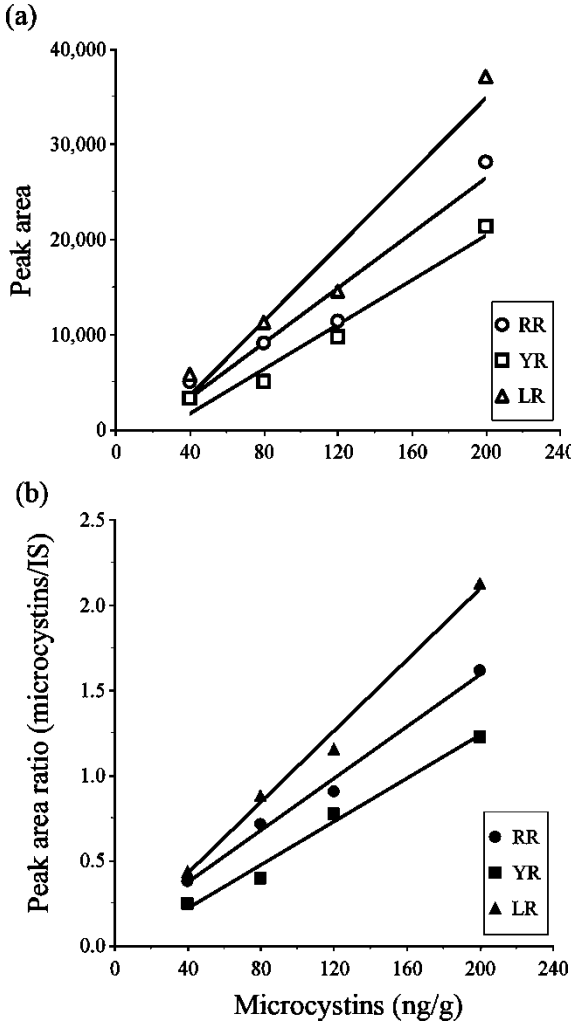 (a)
40,000
30,000
20,000
10,000
0
Peak area
RR
YR
LR
0 40 80 120 160 200 240
(b)
2.5
2.0
1.5
1.0
0.5
0.0
Peak area ratio (microcystins/IS)
RR
YR
LR
0 40 80 120 160 200 240
Microcystins (ng/g)